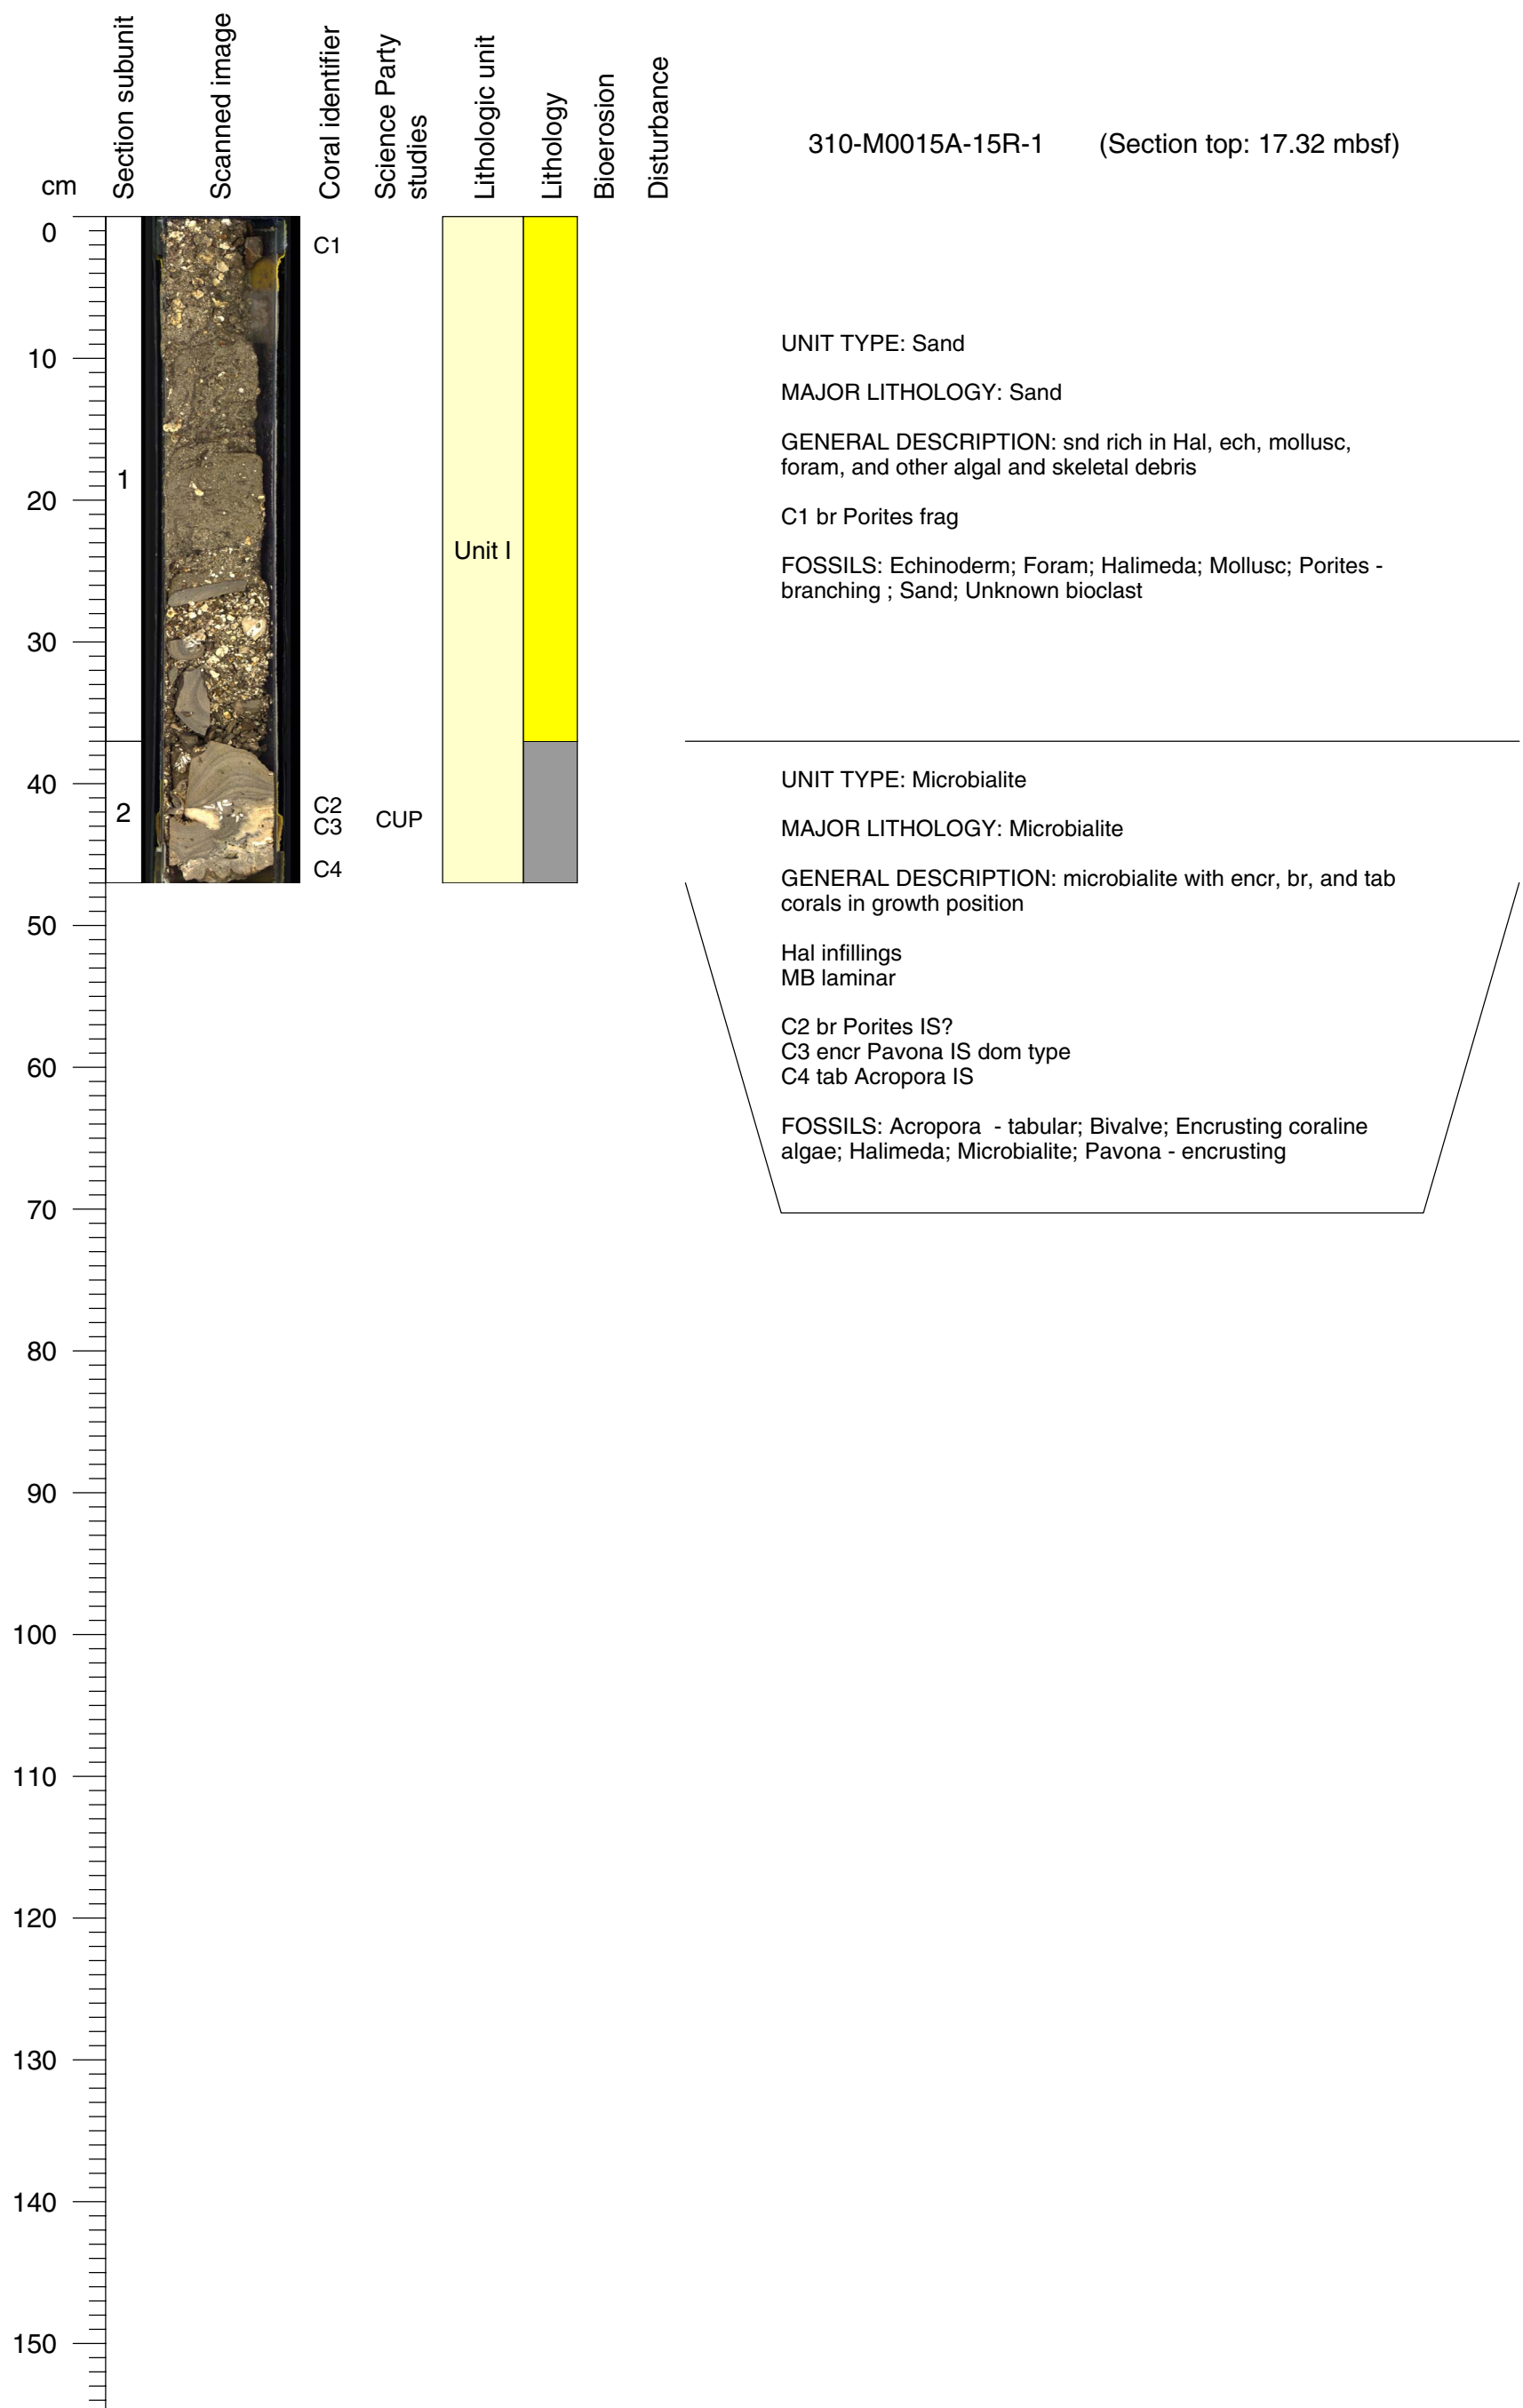 Section subunit
Scanned image
Coral identifier
Science Party
studies
Lithologic unit
Lithology
Bioerosion
Disturbance
310-M0015A-15R-1 (Section top: 17.32 mbsf)
cm
0
10
20
30
40
50
60
70
80
90
100
110
120
130
140
150
1
2
C1
C2
C3
C4
CUP
Unit I
UNIT TYPE: Sand
MAJOR LITHOLOGY: Sand
GENERAL DESCRIPTION: snd rich in Hal, ech, mollusc,
foram, and other algal and skeletal debris
C1 br Porites frag
FOSSILS: Echinoderm; Foram; Halimeda; Mollusc; Porites -
branching ; Sand; Unknown bioclast
UNIT TYPE: Microbialite
MAJOR LITHOLOGY: Microbialite
GENERAL DESCRIPTION: microbialite with encr, br, and tab
corals in growth position
Hal infillings
MB laminar
C2 br Porites IS?
C3 encr Pavona IS dom type
C4 tab Acropora IS
FOSSILS: Acropora  - tabular; Bivalve; Encrusting coraline
algae; Halimeda; Microbialite; Pavona - encrusting